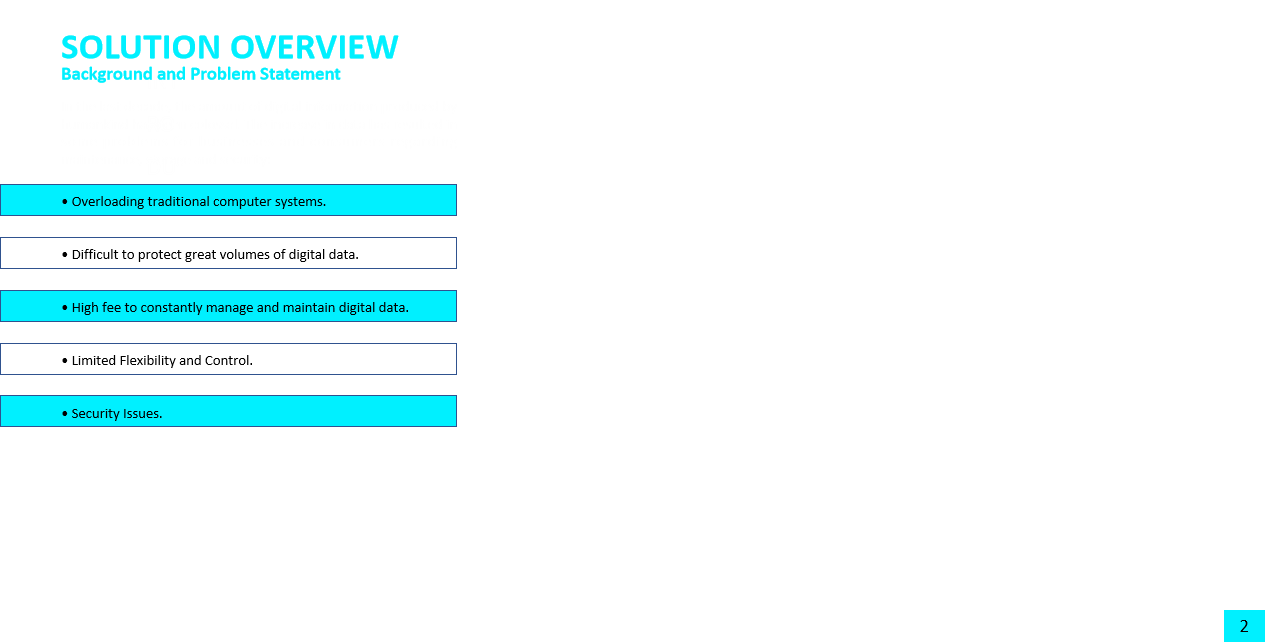 SOLUTION OVERVIEW
Background and Problem Statement
• Overloading traditional computer systems.
• Difficult to protect great volumes of digital data.
• High fee to constantly manage and maintain digital data.
• Limited Flexibility and Control.
• Security Issues.
2